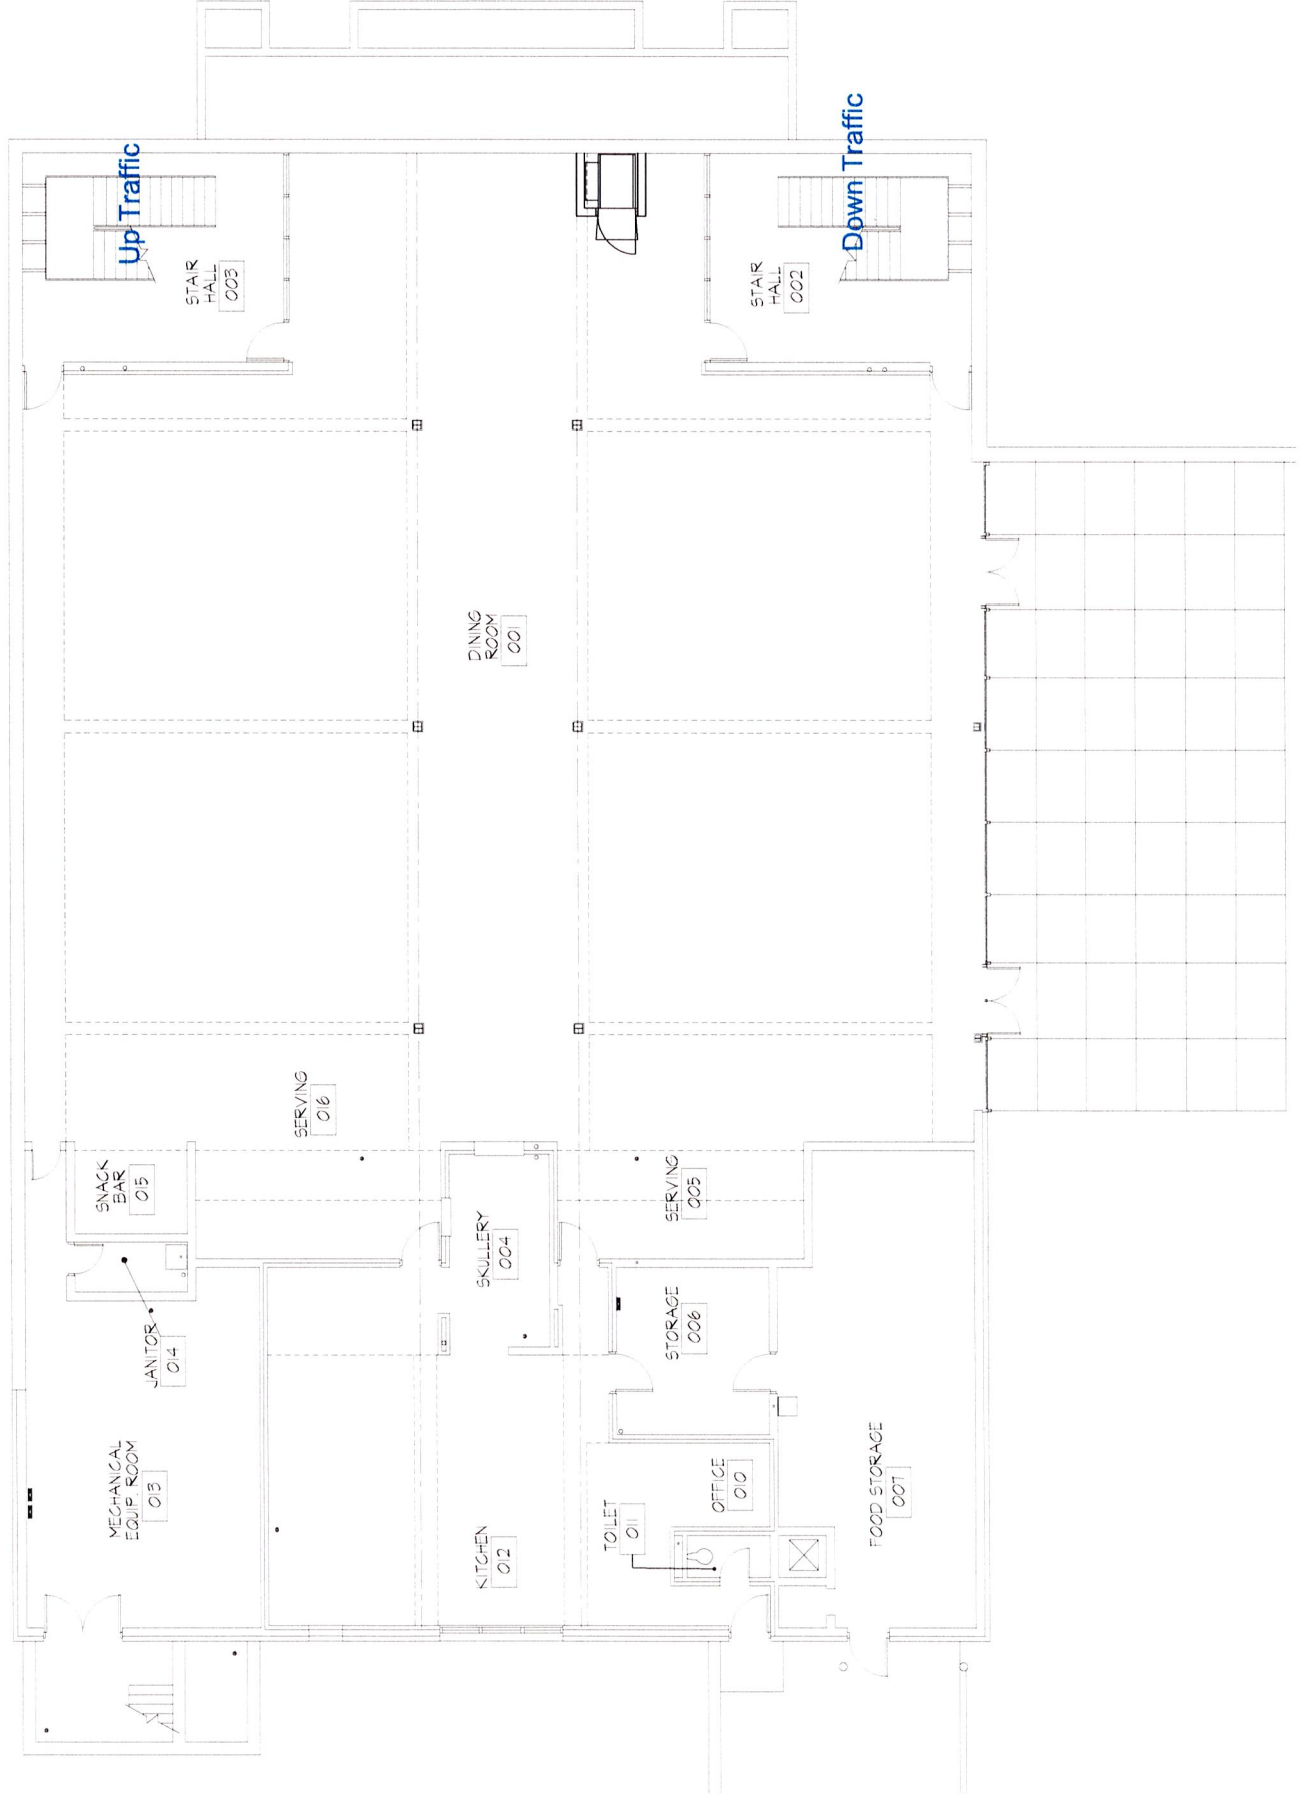 Up Traffic
Down Traffic
STAIR
HALL
003
STAIR
HALL
002
DINING
ROOM
001
SERVING
016
SNACK
BAR
015
SERVING
005
SKULLERY
004
JANITOR
014
STORAGE
006
MECHANICAL
EQUIP. ROOM
013
KITCHEN
012
TOILET
011
OFFICE
010
FOOD STORAGE
007